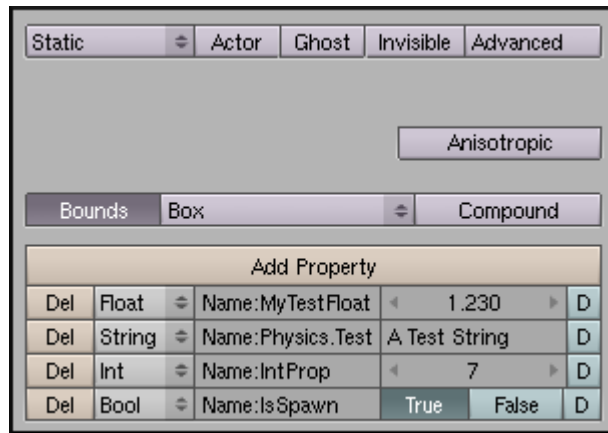 Static Actor Ghost Invisible Advanced
Anisotropic
Bounds Box Compound
Add Property
Del Float Name:MyTestFloat 1.230 D
Del String Name:Physics.Test A Test String D
Del Int Name:IntProp 7 D
Del Bool Name:IsSpawn True False D